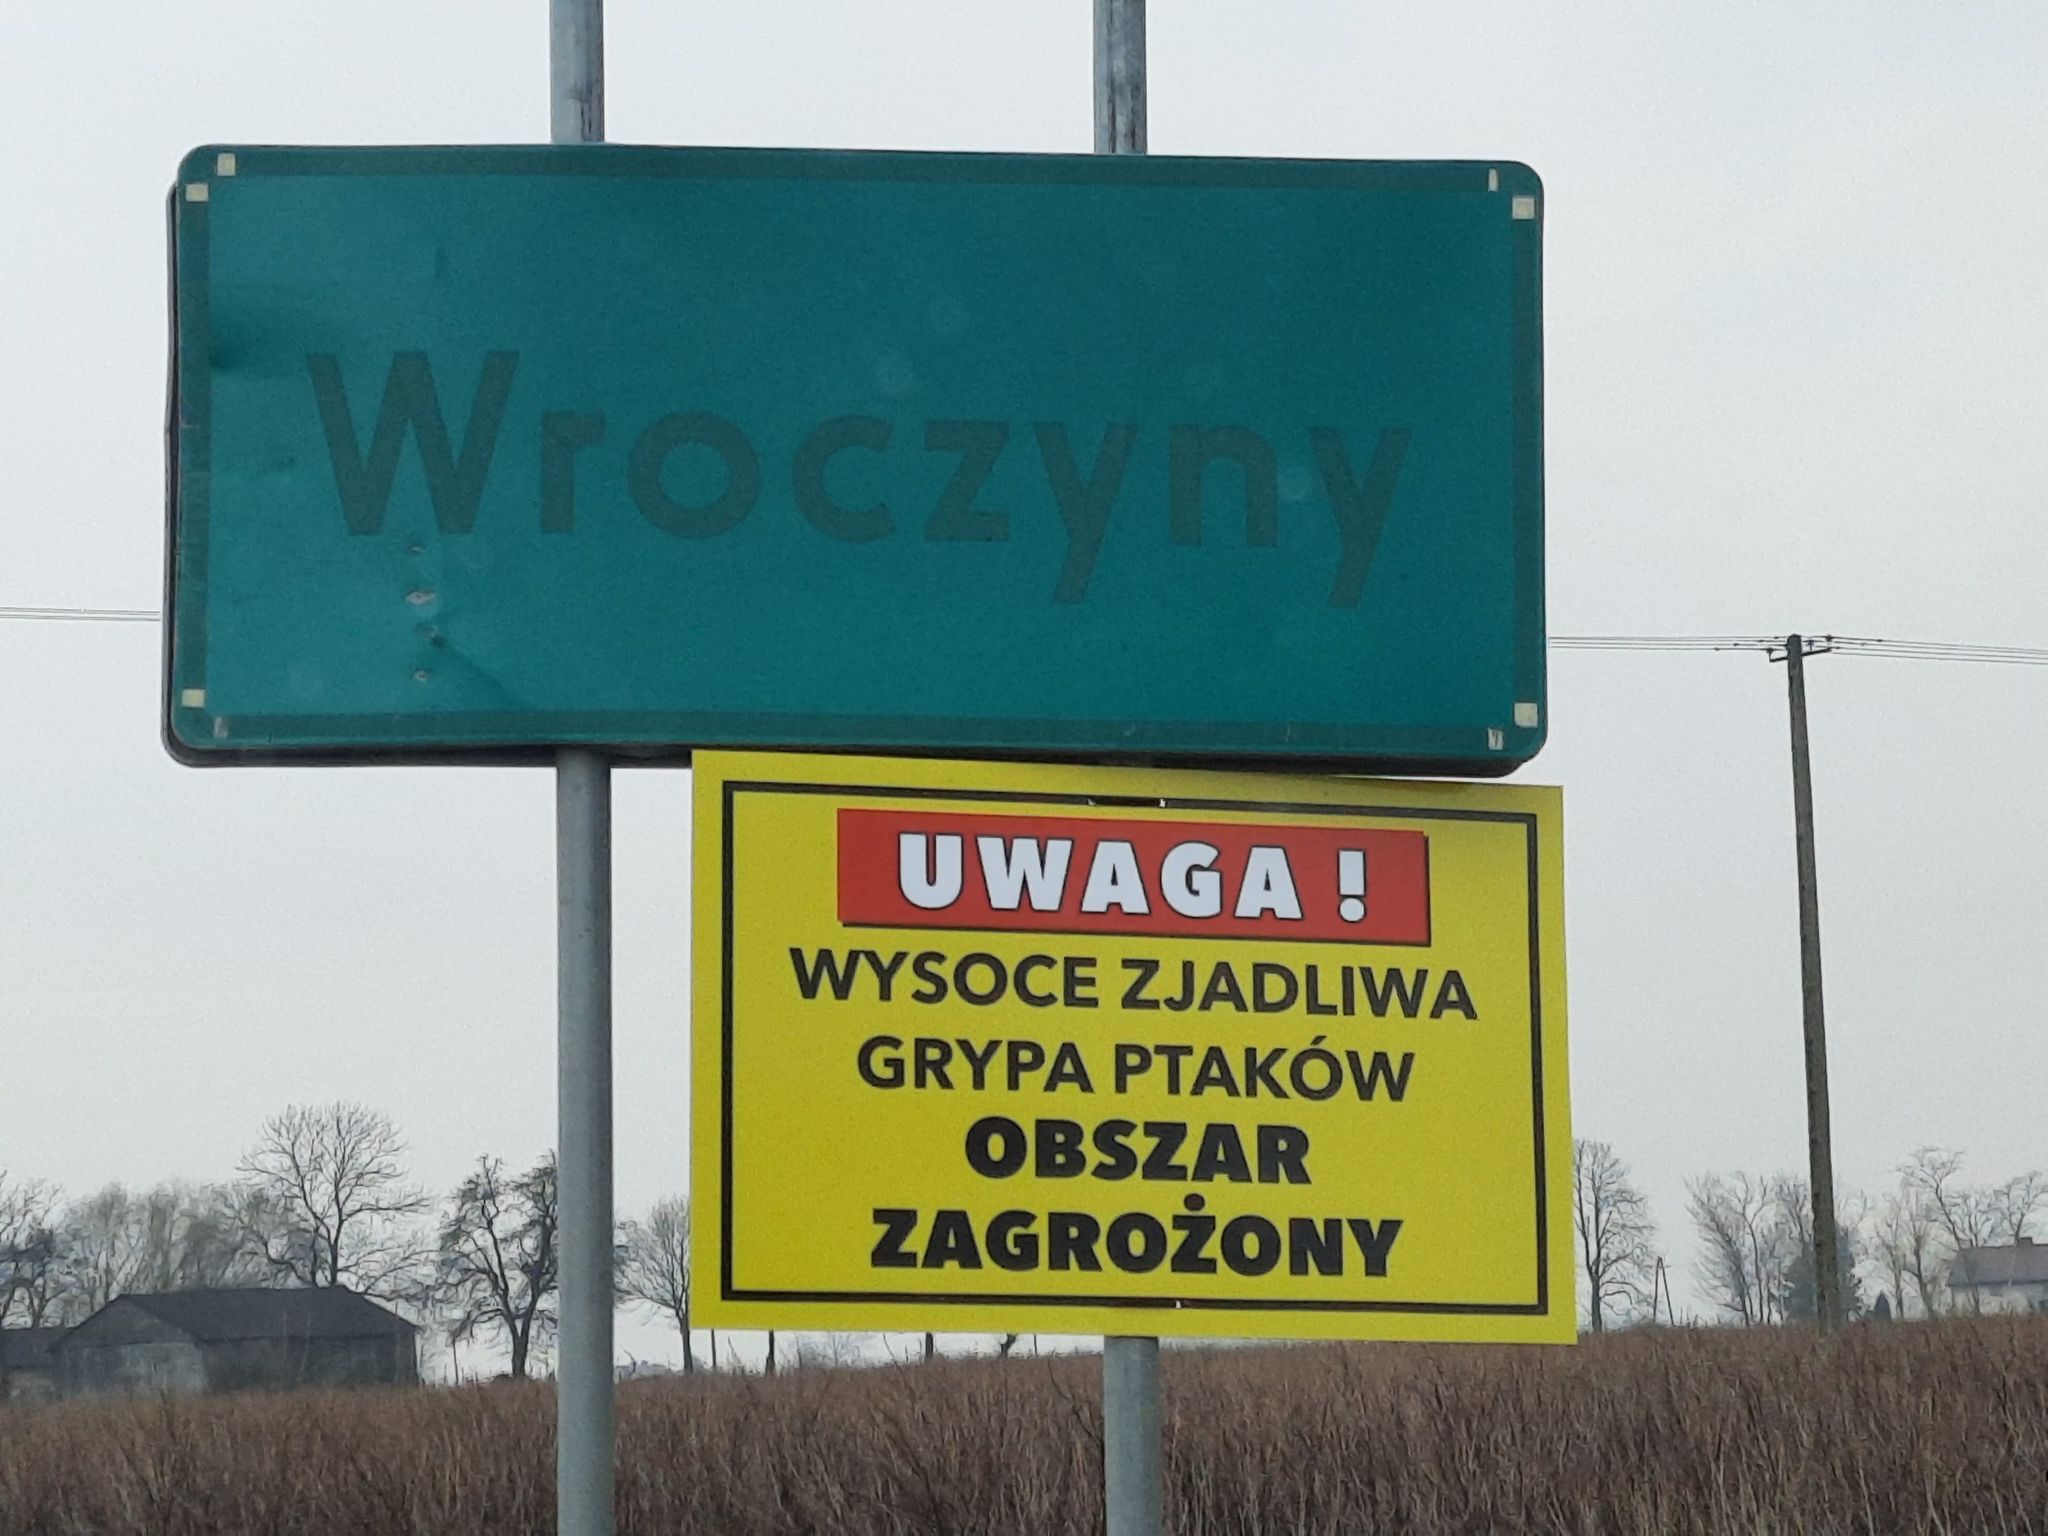 Wroczyny
UWAGA !
WYSOCE ZJADLIWA
GRYPA PTAKÓW
OBSZAR
ZAGROŻONY